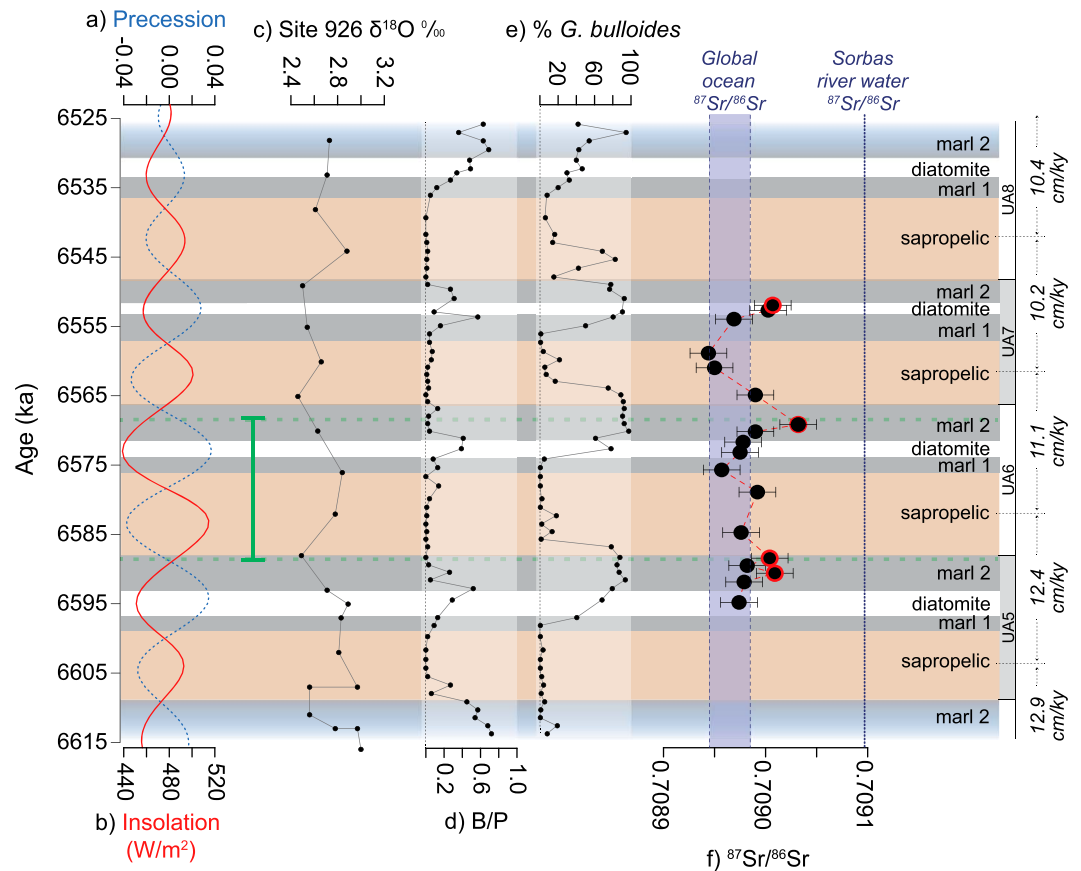 a) Precession
c) Site 926 δ¹⁸O ‰
e) % G. bulloides
Global
ocean
⁸⁷Sr/⁸⁶Sr
Sorbas
river water
⁸⁷Sr/⁸⁶Sr
-0.04
0.00
0.04
2.4
2.8
3.2
20
60
100
Age (ka)
6525
6535
6545
6555
6565
6575
6585
6595
6605
6615
marl 2
diatomite
marl 1
sapropelic
marl 2
diatomite
marl 1
sapropelic
marl 2
diatomite
marl 1
sapropelic
marl 2
diatomite
marl 1
sapropelic
marl 2
UA8
UA7
UA6
UA5
10.4
cm/ky
10.2
cm/ky
11.1
cm/ky
12.4
cm/ky
12.9
cm/ky
440
480
520
0.2
0.6
1.0
0.7089
0.7090
0.7091
b) Insolation
(W/m²)
d) B/P
f) ⁸⁷Sr/⁸⁶Sr